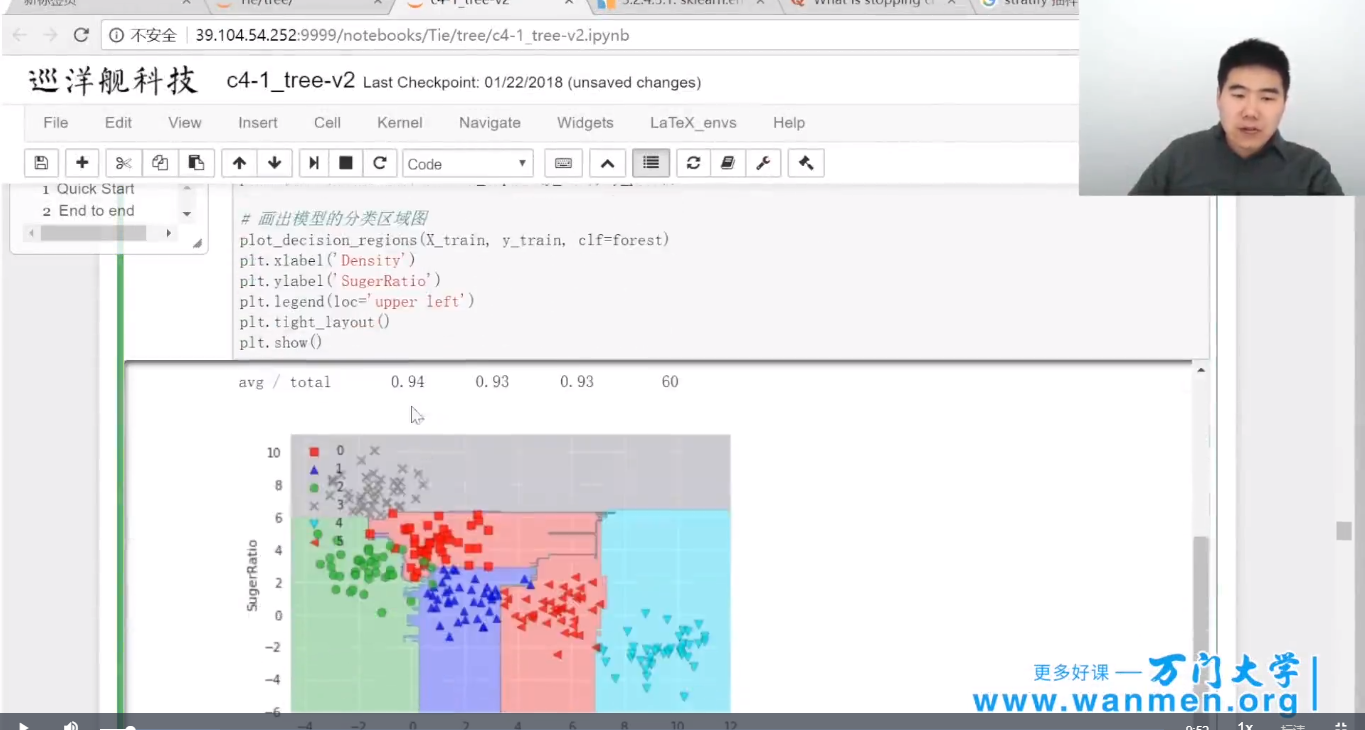 新标签页
Tie/tree/
c4-1_tree-v2
3.2.4.3.1. sklearn.en
What is stopping c
stratify 抽样
不安全
39.104.54.252:9999/notebooks/Tie/tree/c4-1_tree-v2.ipynb
巡洋舰科技
c4-1_tree-v2 Last Checkpoint: 01/22/2018 (unsaved changes)
File Edit View Insert Cell Kernel Navigate Widgets LaTeX_envs Help
Code
1 Quick Start
2 End to end
# 画出模型的分类区域图
plot_decision_regions(X_train, y_train, clf=forest)
plt.xlabel('Density')
plt.ylabel('SugerRatio')
plt.legend(loc='upper left')
plt.tight_layout()
plt.show()
avg / total 0.94 0.93 0.93 60
10
8
6
4
2
0
−2
−4
−6
SugerRatio
0
1
2
3
4
5
−4 −2 0 2 4 6 8 10 12
更多好课 — 万门大学
www.wanmen.org
0:52
1x
标清